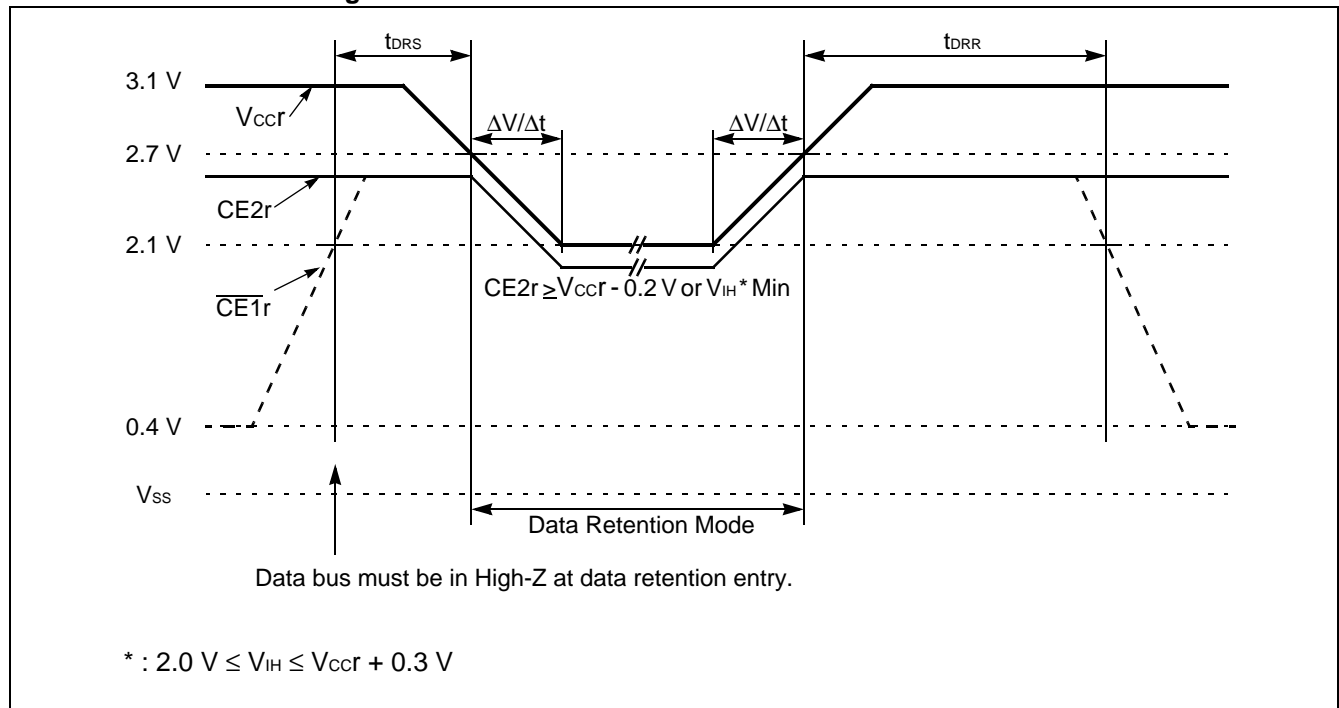 tDRS
tDRR
3.1 V
VCCr
ΔV/Δt
ΔV/Δt
2.7 V
CE2r
2.1 V
CE2r ≥ VCCr - 0.2 V or VIH* Min
CE1r
0.4 V
VSS
Data Retention Mode
Data bus must be in High-Z at data retention entry.
* : 2.0 V ≤ VIH ≤ VCCr + 0.3 V